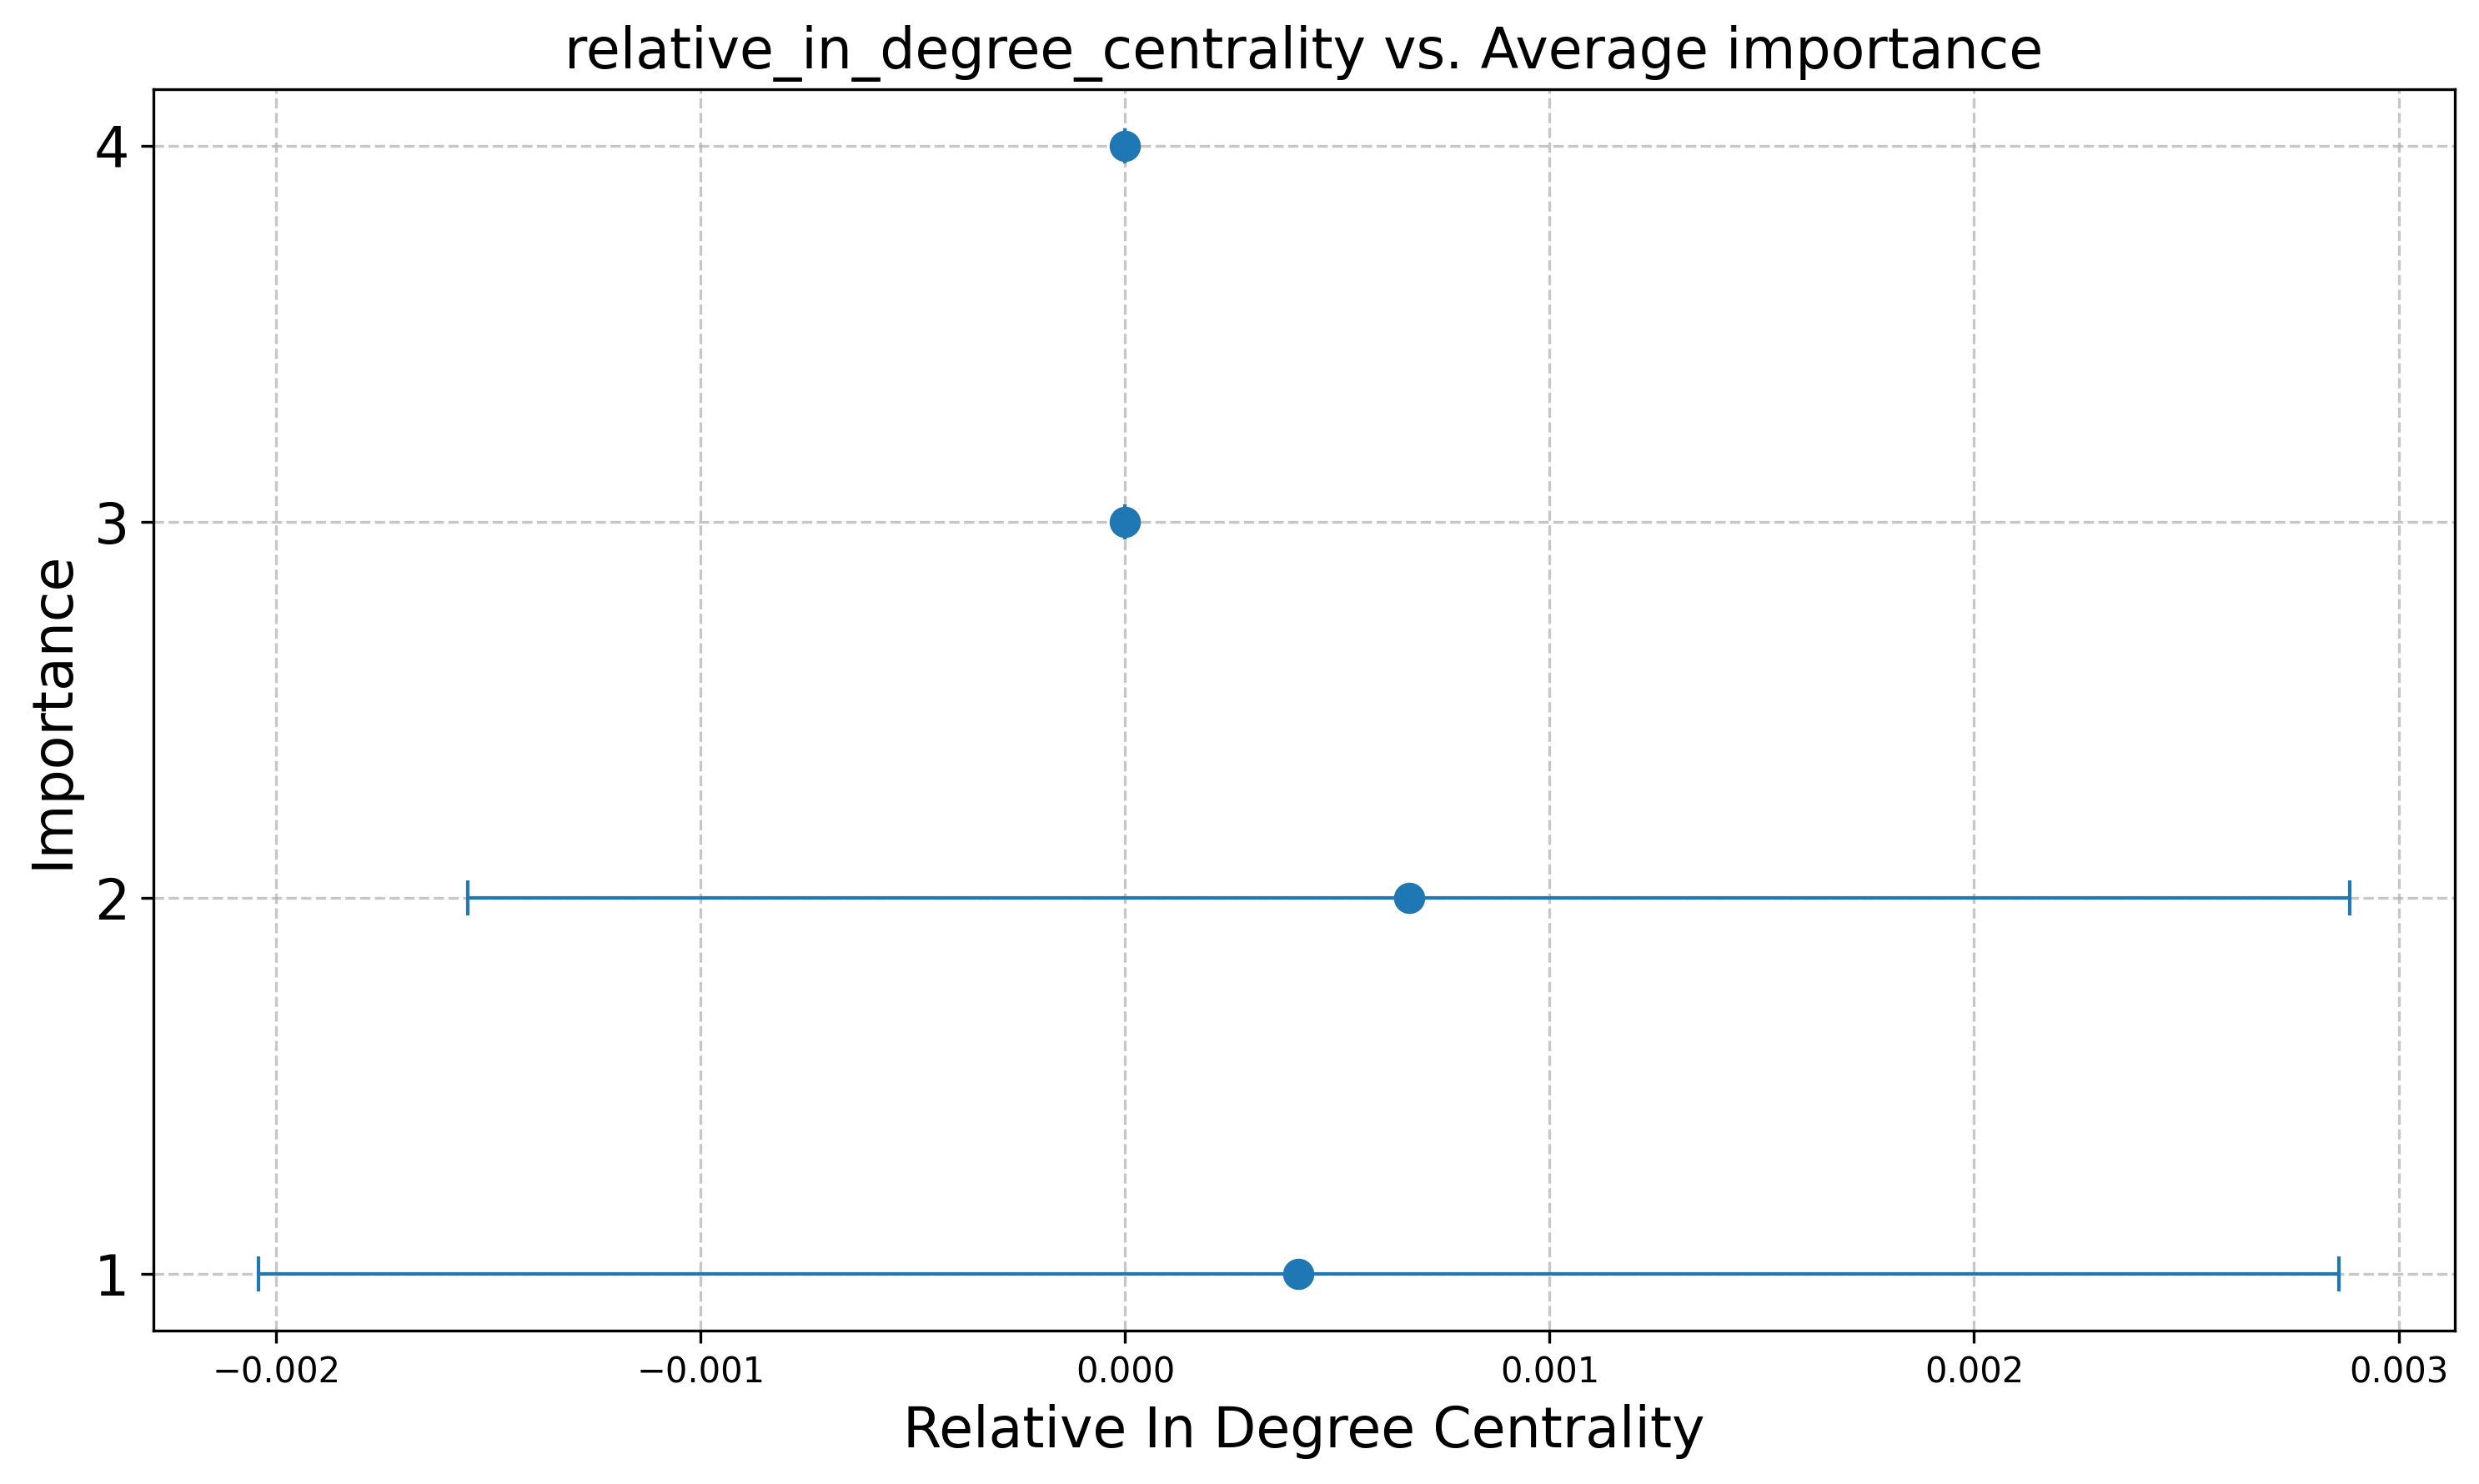 relative_in_degree_centrality vs. Average importance
4
3
2
1
Importance
−0.002 −0.001 0.000 0.001 0.002 0.003
Relative In Degree Centrality